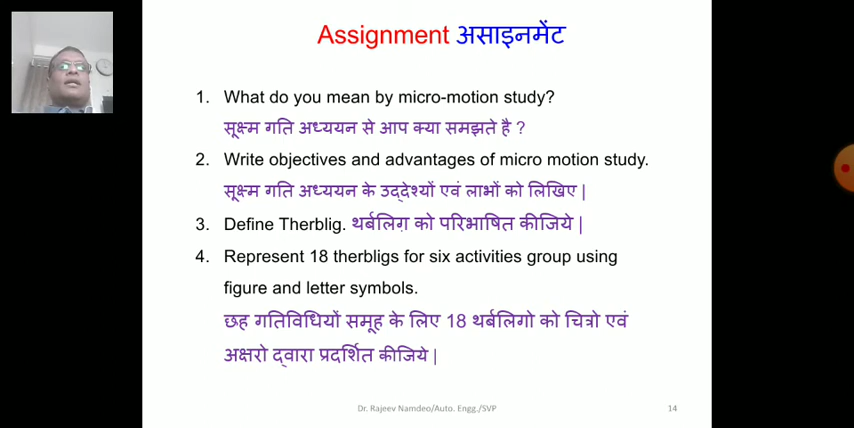 Assignment असाइनमेंट
1. What do you mean by micro-motion study?
सूक्ष्म गति अध्ययन से आप क्या समझते है ?
2. Write objectives and advantages of micro motion study.
सूक्ष्म गति अध्ययन के उद्देश्यों एवं लाभों को लिखिए |
3. Define Therblig. थर्बलिग़ को परिभाषित कीजिये |
4. Represent 18 therbligs for six activities group using
figure and letter symbols.
छह गतिविधियों समूह के लिए 18 थर्बलिगो को चित्रो एवं
अक्षरो द्वारा प्रदर्शित कीजिये |
Dr. Rajeev Namdeo/Auto. Engg./SVP 14